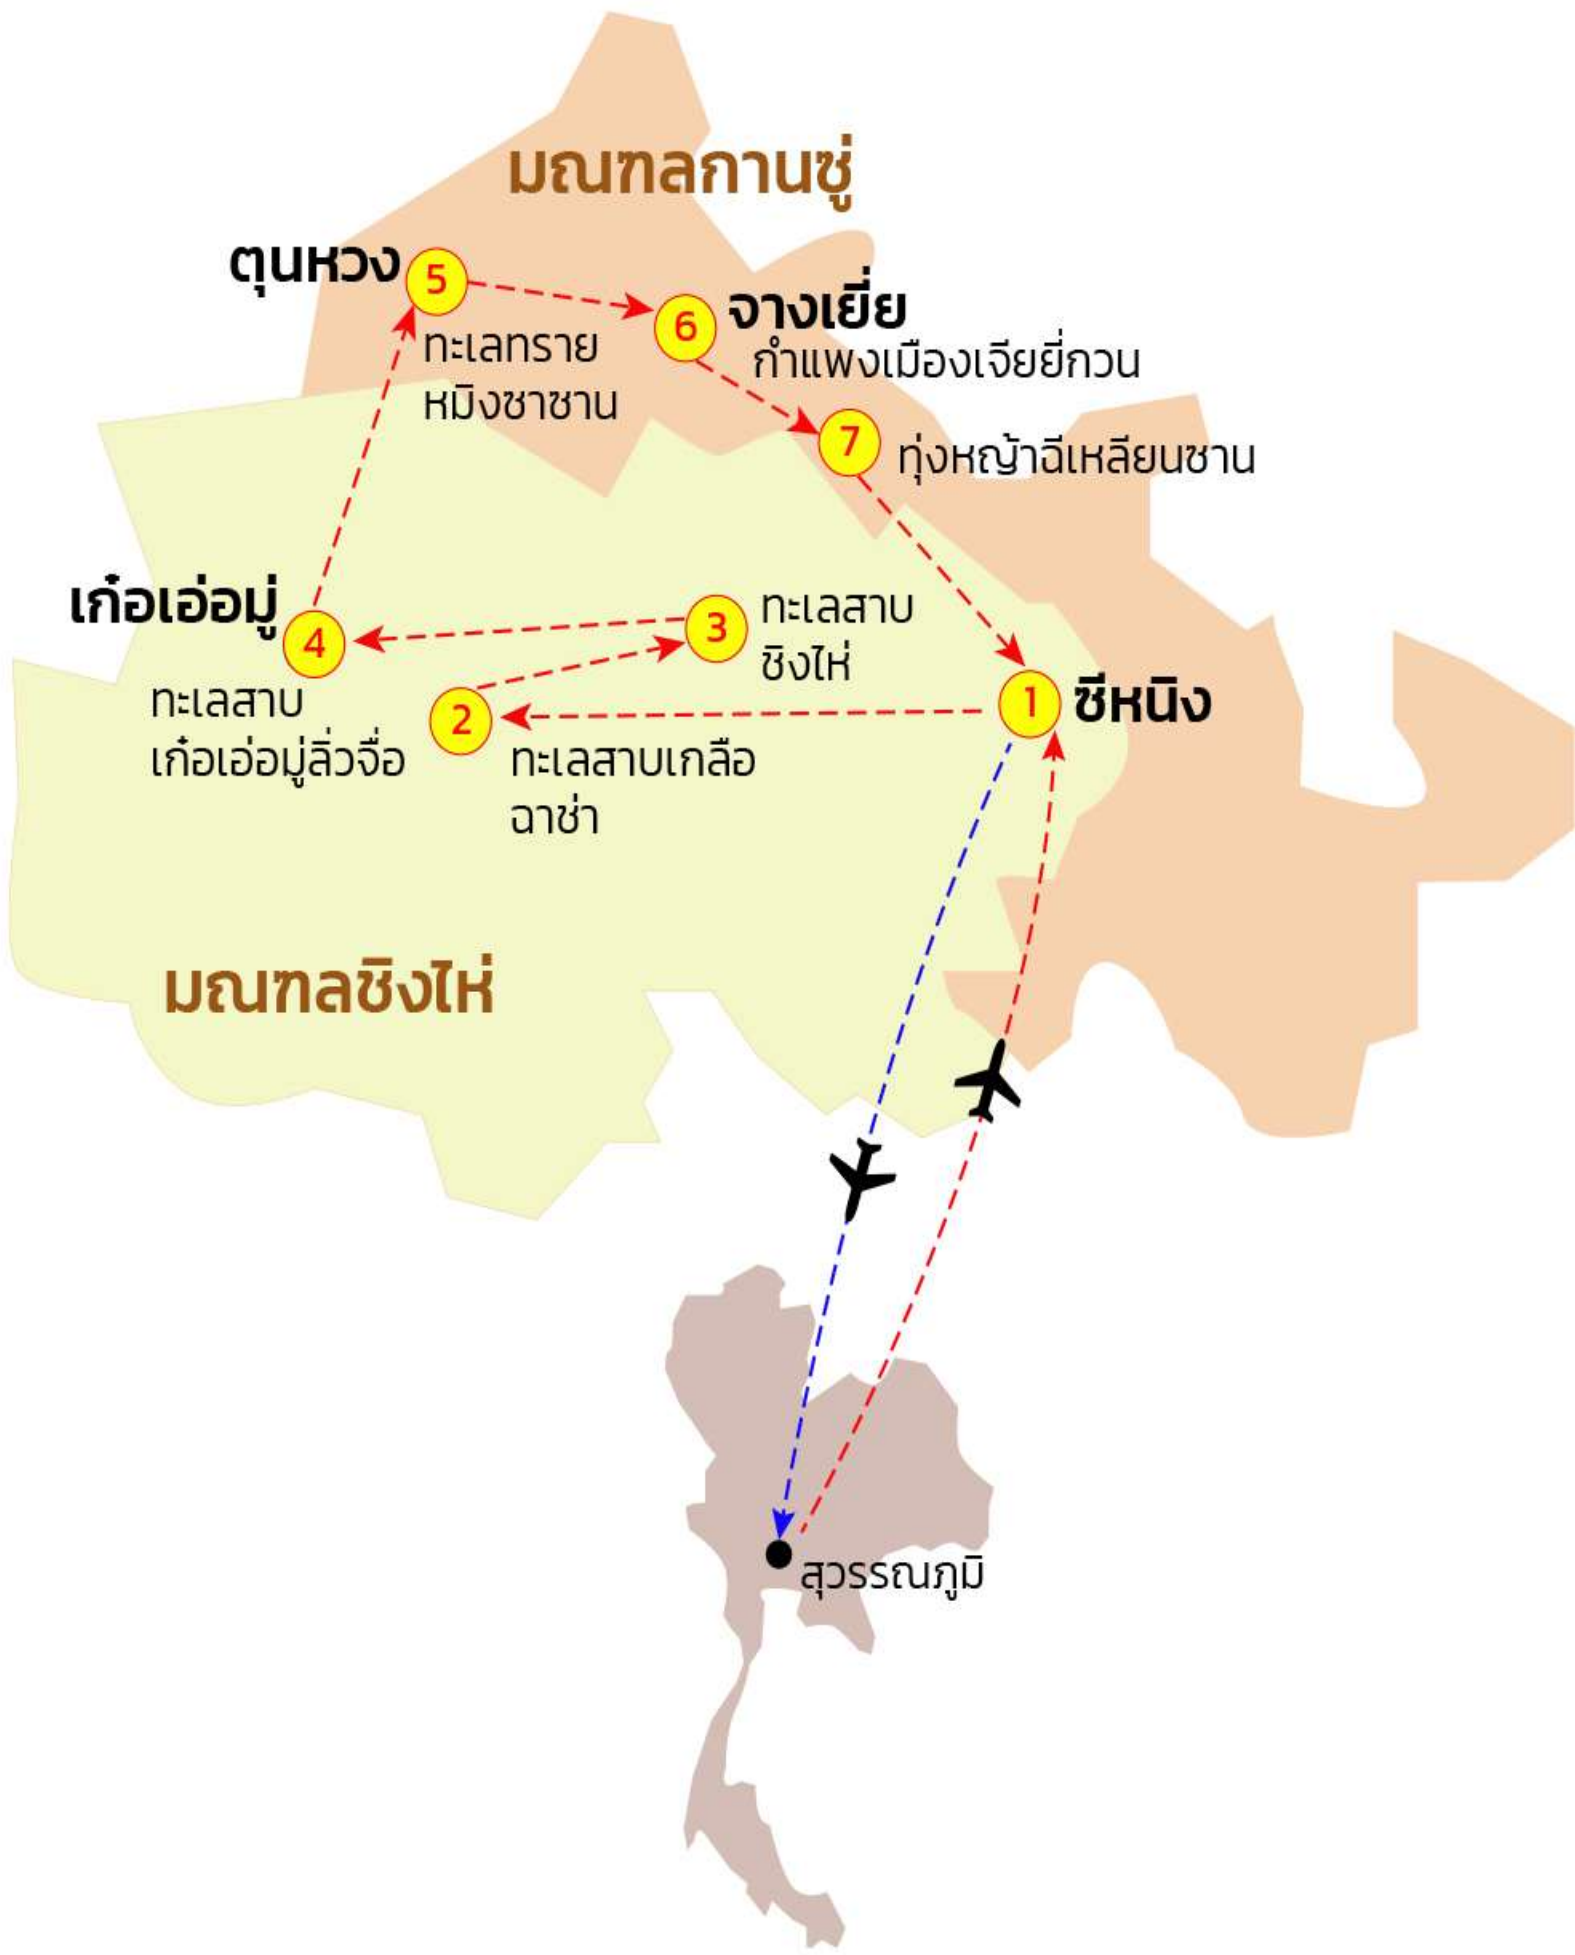 มณฑลกานซู่
ตุนหวง
5
6
จางเยี่ย
ทะเลทราย
หมิงซาซาน
กำแพงเมืองเจียยี่กวน
7
ทุ่งหญ้าฉีเหลียนซาน
เก๋อเอ่อมู่
4
3
ทะเลสาบ
ชิงไห่
ทะเลสาบ
เก๋อเอ่อมู่ลิ่วจื่อ
2
1
ซีหนิง
ทะเลสาบเกลือ
ฉาช่า
มณฑลชิงไห่
สุวรรณภูมิ